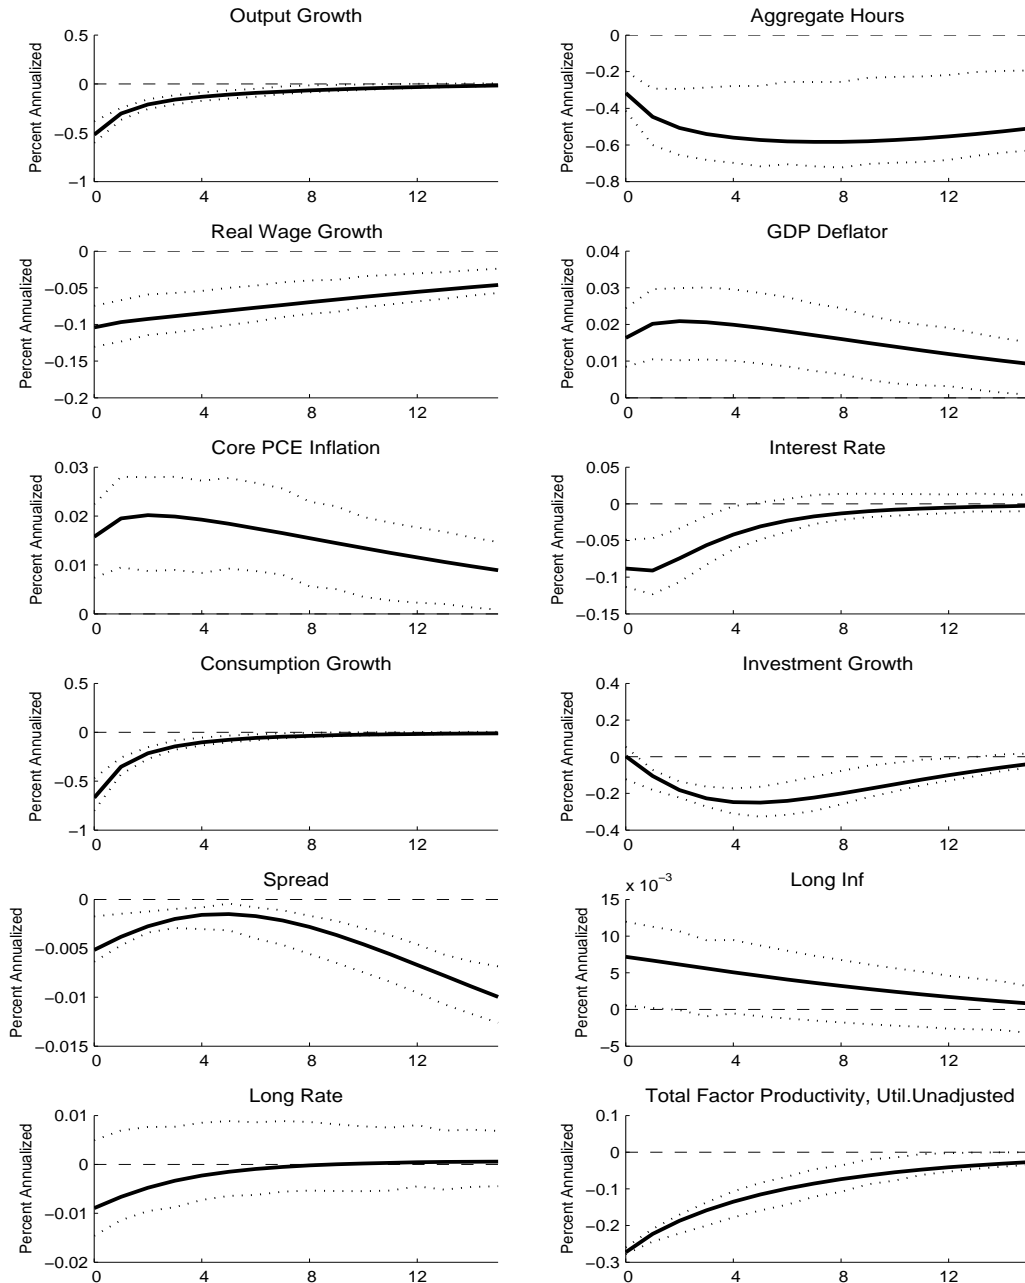 Output Growth
Percent Annualized
0.5
0
−0.5
−1
0 4 8 12
Aggregate Hours
Percent Annualized
0
−0.2
−0.4
−0.6
−0.8
0 4 8 12
Real Wage Growth
Percent Annualized
0
−0.05
−0.1
−0.15
−0.2
0 4 8 12
GDP Deflator
Percent Annualized
0.04
0.03
0.02
0.01
0
0 4 8 12
Core PCE Inflation
Percent Annualized
0.03
0.02
0.01
0
0 4 8 12
Interest Rate
Percent Annualized
0.05
0
−0.05
−0.1
−0.15
0 4 8 12
Consumption Growth
Percent Annualized
0.5
0
−0.5
−1
0 4 8 12
Investment Growth
Percent Annualized
0.4
0.2
0
−0.2
−0.4
0 4 8 12
Spread
Percent Annualized
0
−0.005
−0.01
−0.015
0 4 8 12
Long Inf
x 10⁻³
Percent Annualized
15
10
5
0
−5
0 4 8 12
Long Rate
Percent Annualized
0.01
0
−0.01
−0.02
0 4 8 12
Total Factor Productivity, Util.Unadjusted
Percent Annualized
0.1
0
−0.1
−0.2
−0.3
0 4 8 12